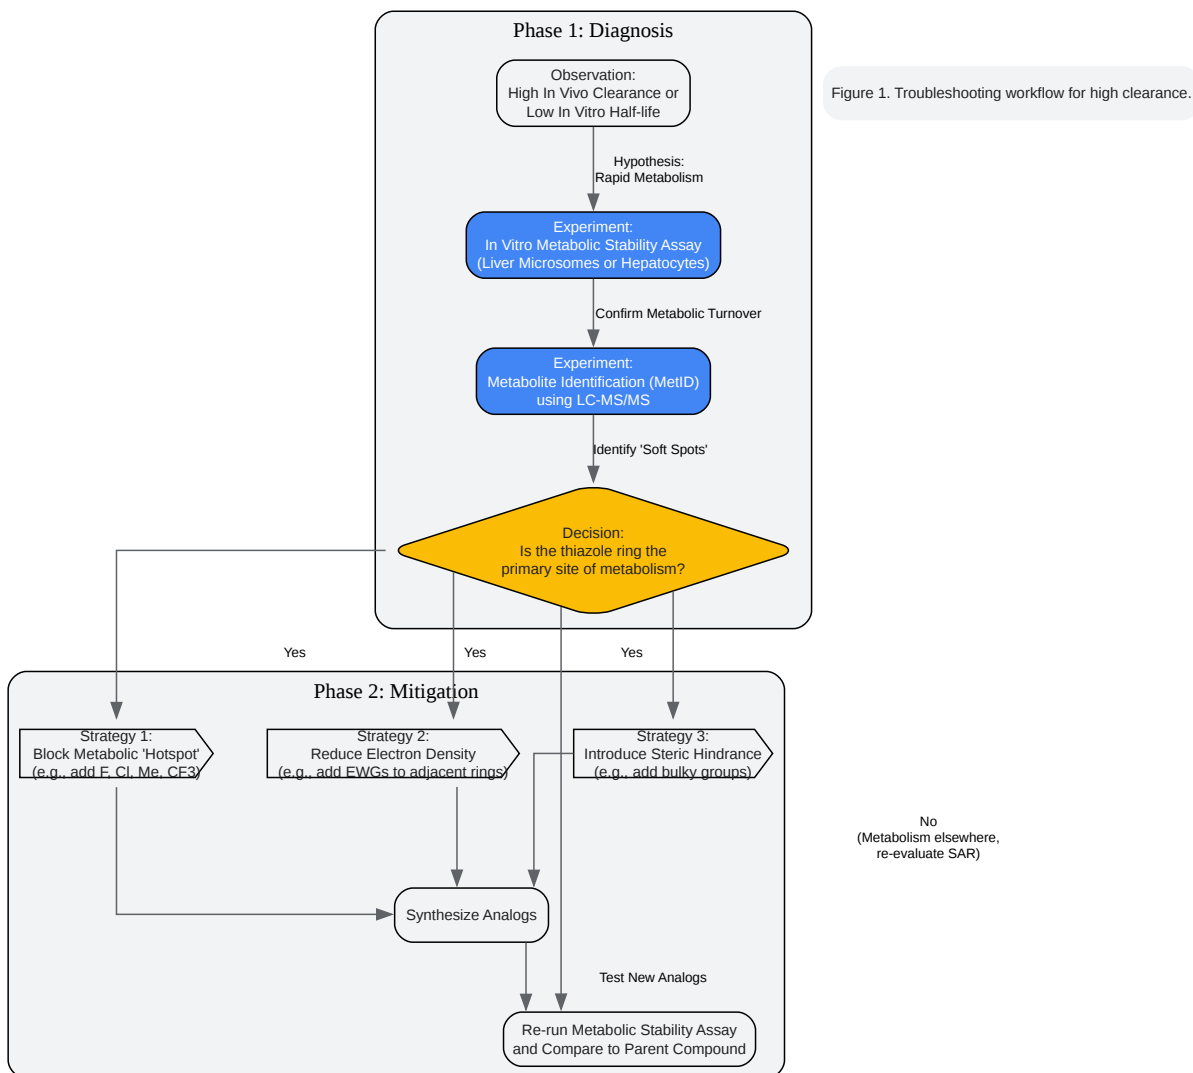 Phase 1: Diagnosis
Observation:
High In Vivo Clearance or
Low In Vitro Half-life
Figure 1. Troubleshooting workflow for high clearance.
Hypothesis:
Rapid Metabolism
Experiment:
In Vitro Metabolic Stability Assay
(Liver Microsomes or Hepatocytes)
Confirm Metabolic Turnover
Experiment:
Metabolite Identification (MetID)
using LC-MS/MS
Identify 'Soft Spots'
Decision:
Is the thiazole ring the
primary site of metabolism?
Yes
Yes
Yes
Phase 2: Mitigation
Strategy 1:
Block Metabolic 'Hotspot'
(e.g., add F, Cl, Me, CF3)
Strategy 2:
Reduce Electron Density
(e.g., add EWGs to adjacent rings)
Strategy 3:
Introduce Steric Hindrance
(e.g., add bulky groups)
No
(Metabolism elsewhere,
re-evaluate SAR)
Synthesize Analogs
Test New Analogs
Re-run Metabolic Stability Assay
and Compare to Parent Compound